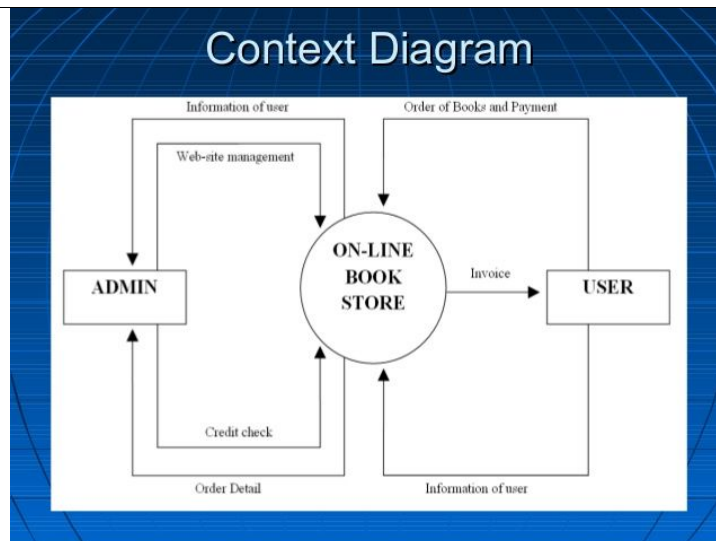 Context Diagram
Information of user
Order of Books and Payment
Web-site management
ON-LINE
BOOK
STORE
ADMIN
Invoice
USER
Credit check
Order Detail
Information of user